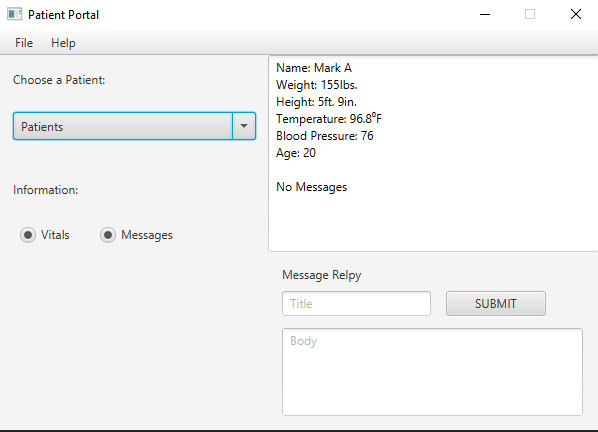 Patient Portal
File Help
Choose a Patient:
Patients
Information:
Vitals Messages
Name: Mark A
Weight: 155lbs.
Height: 5ft. 9in.
Temperature: 96.8⁰F
Blood Pressure: 76
Age: 20
No Messages
Message Relpy
Title
SUBMIT
Body